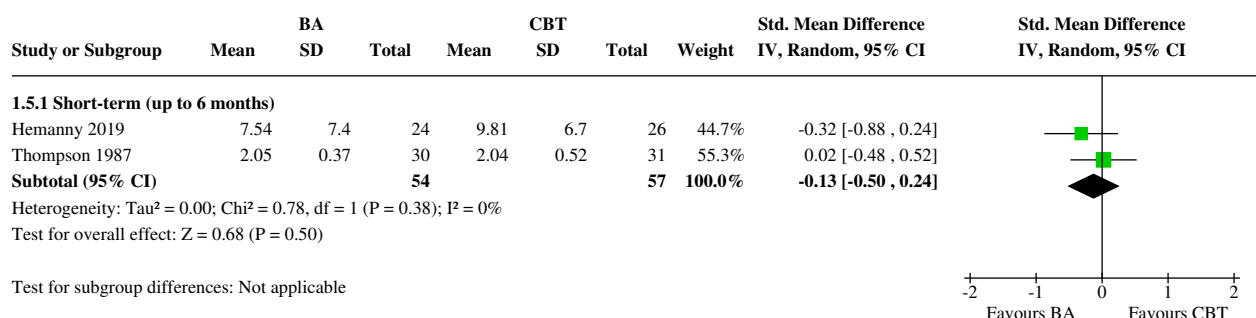 BA CBT Std. Mean Difference Std. Mean Difference
Study or Subgroup Mean SD Total Mean SD Total Weight IV, Random, 95% CI IV, Random, 95% CI
1.5.1 Short-term (up to 6 months)
Hemanny 2019 7.54 7.4 24 9.81 6.7 26 44.7% -0.32 [-0.88 , 0.24]
Thompson 1987 2.05 0.37 30 2.04 0.52 31 55.3% 0.02 [-0.48 , 0.52]
Subtotal (95% CI) 54 57 100.0% -0.13 [-0.50 , 0.24]
Heterogeneity: Tau² = 0.00; Chi² = 0.78, df = 1 (P = 0.38); I² = 0%
Test for overall effect: Z = 0.68 (P = 0.50)
Test for subgroup differences: Not applicable
-2 -1 0 1 2
Favours BA Favours CBT